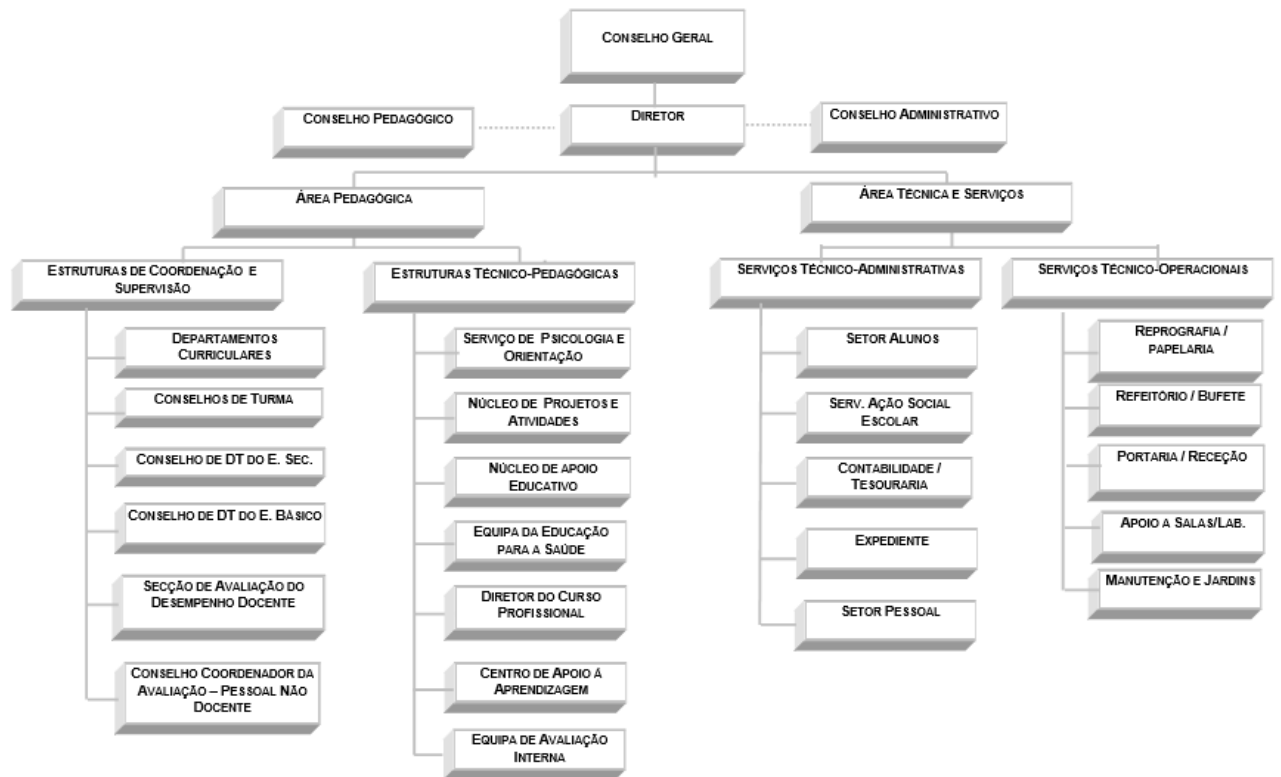 CONSELHO GERAL
CONSELHO PEDAGÓGICO
DIRETOR
CONSELHO ADMINISTRATIVO
ÁREA PEDAGÓGICA
ÁREA TÉCNICA E SERVIÇOS
ESTRUTURAS DE COORDENAÇÃO E
SUPERVISÃO
DEPARTAMENTOS
CURRICULARES
CONSELHOS DE TURMA
CONSELHO DE DT DO E. SEC.
CONSELHO DE DT DO E. BÁSICO
SECÇÃO DE AVALIAÇÃO DO
DESEMPENHO DOCENTE
CONSELHO COORDENADOR DA
AVALIAÇÃO – PESSOAL NÃO
DOCENTE
ESTRUTURAS TÉCNICO-PEDAGÓGICAS
SERVIÇO DE PSICOLOGIA E
ORIENTAÇÃO
NÚCLEO DE PROJETOS E
ATIVIDADES
NÚCLEO DE APOIO
EDUCATIVO
EQUIPA DA EDUCAÇÃO
PARA A SAÚDE
DIRETOR DO CURSO
PROFISSIONAL
CENTRO DE APOIO Á
APRENDIZAGEM
EQUIPA DE AVALIAÇÃO
INTERNA
SERVIÇOS TÉCNICO-ADMINISTRATIVAS
SETOR ALUNOS
SERV. AÇÃO SOCIAL
ESCOLAR
CONTABILIDADE /
TESOURARIA
EXPEDIENTE
SETOR PESSOAL
SERVIÇOS TÉCNICO-OPERACIONAIS
REPROGRAFIA /
PAPELARIA
REFEITÓRIO / BUFETE
PORTARIA / RECEÇÃO
APOIO A SALAS/LAB.
MANUTENÇÃO E JARDINS